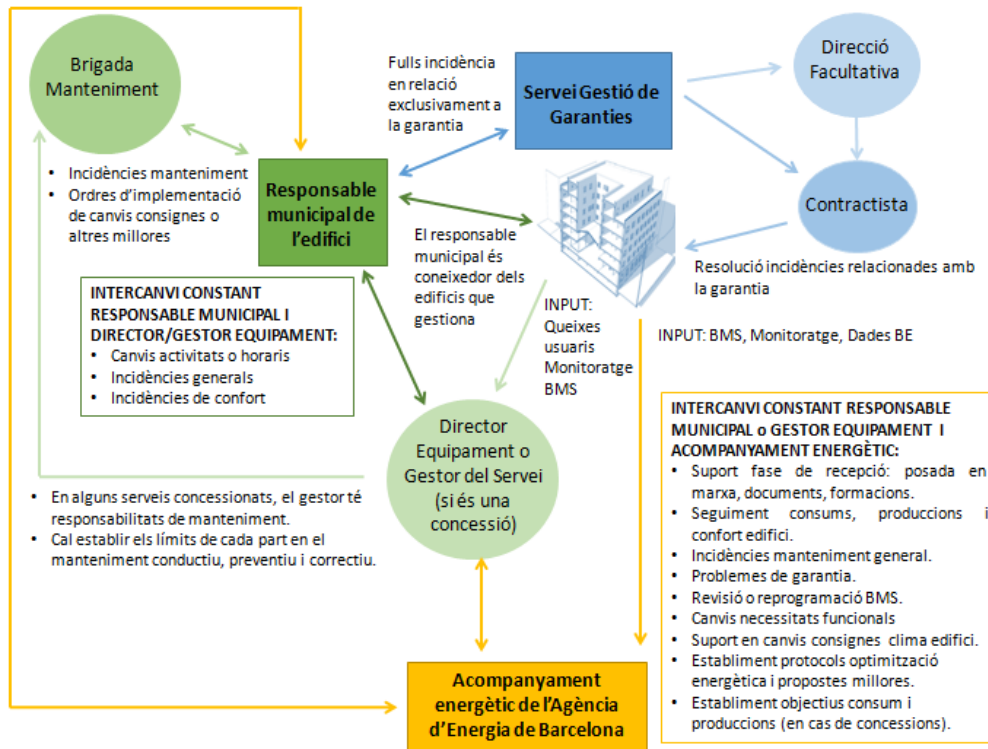 Brigada
Manteniment
Fulls incidència
en relació
exclusivament a
la garantia
Servei Gestió de
Garanties
Direcció
Facultativa
• Incidències manteniment
• Ordres d'implementació
de canvis consignes o
altres millores
Responsable
municipal de
l'edifici
El responsable
municipal és
coneixedor dels
edificis que
gestiona
Contractista
Resolució incidències relacionades amb
la garantia
INTERCANVI CONSTANT
RESPONSABLE MUNICIPAL I
DIRECTOR/GESTOR EQUIPAMENT:
• Canvis activitats o horaris
• Incidències generals
• Incidències de confort
INPUT:
Queixes
usuaris
Monitoratge
BMS
INPUT: BMS, Monitoratge, Dades BE
Director
Equipament o
Gestor del Servei
(si és una
concessió)
• En alguns serveis concessionats, el gestor té
responsabilitats de manteniment.
• Cal establir els límits de cada part en el
manteniment conductiu, preventiu i correctiu.
INTERCANVI CONSTANT RESPONSABLE
MUNICIPAL o GESTOR EQUIPAMENT I
ACOMPANYAMENT ENERGÈTIC:
• Suport fase de recepció: posada en
marxa, documents, formacions.
• Seguiment consums, produccions i
confort edifici.
• Incidències manteniment general.
• Problemes de garantia.
• Revisió o reprogramació BMS.
• Canvis necessitats funcionals
• Suport en canvis consignes clima edifici.
• Establiment protocols optimització
energètica i propostes millores.
• Establiment objectius consum i
produccions (en cas de concessions).
Acompanyament
energètic de l'Agència
d'Energia de Barcelona